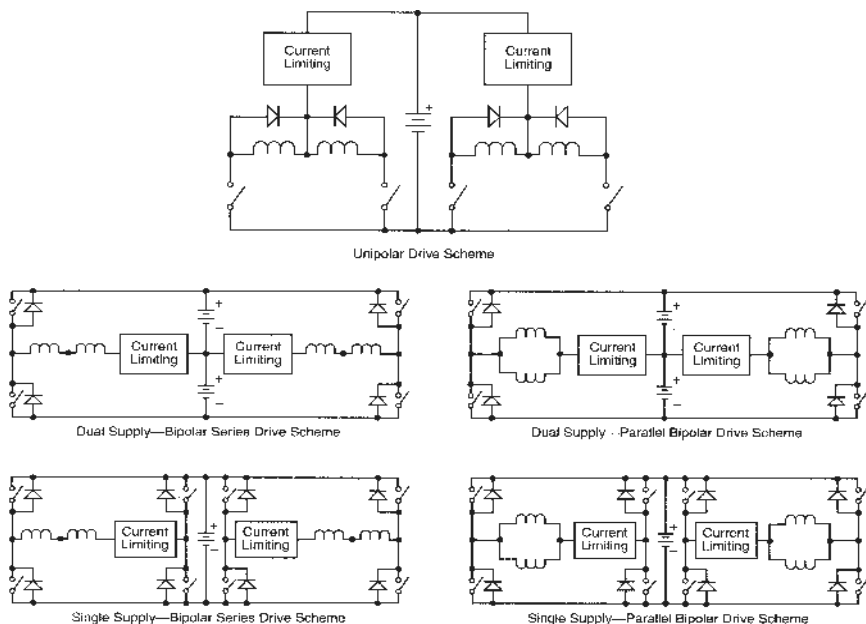 Current
Limiting
Current
Limiting
+
Unipolar Drive Scheme
+
−
Current
Limiting
Current
Limiting
+
−
Dual Supply—Bipolar Series Drive Scheme
+
−
Current
Limiting
Current
Limiting
+
−
Dual Supply - Parallel Bipolar Drive Scheme
+
−
Current
Limiting
Current
Limiting
Single Supply—Bipolar Series Drive Scheme
+
−
Current
Limiting
Current
Limiting
Single Supply—Parallel Bipolar Drive Scheme